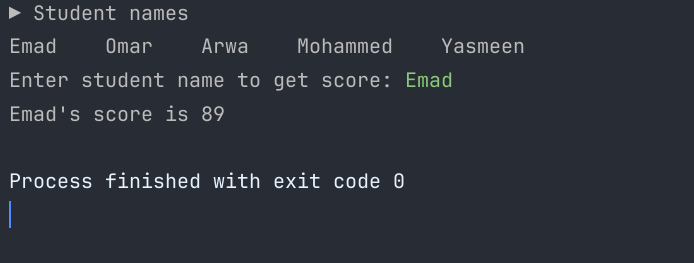 ▶ Student names
Emad    Omar    Arwa    Mohammed    Yasmeen
Enter student name to get score: Emad
Emad's score is 89
Process finished with exit code 0